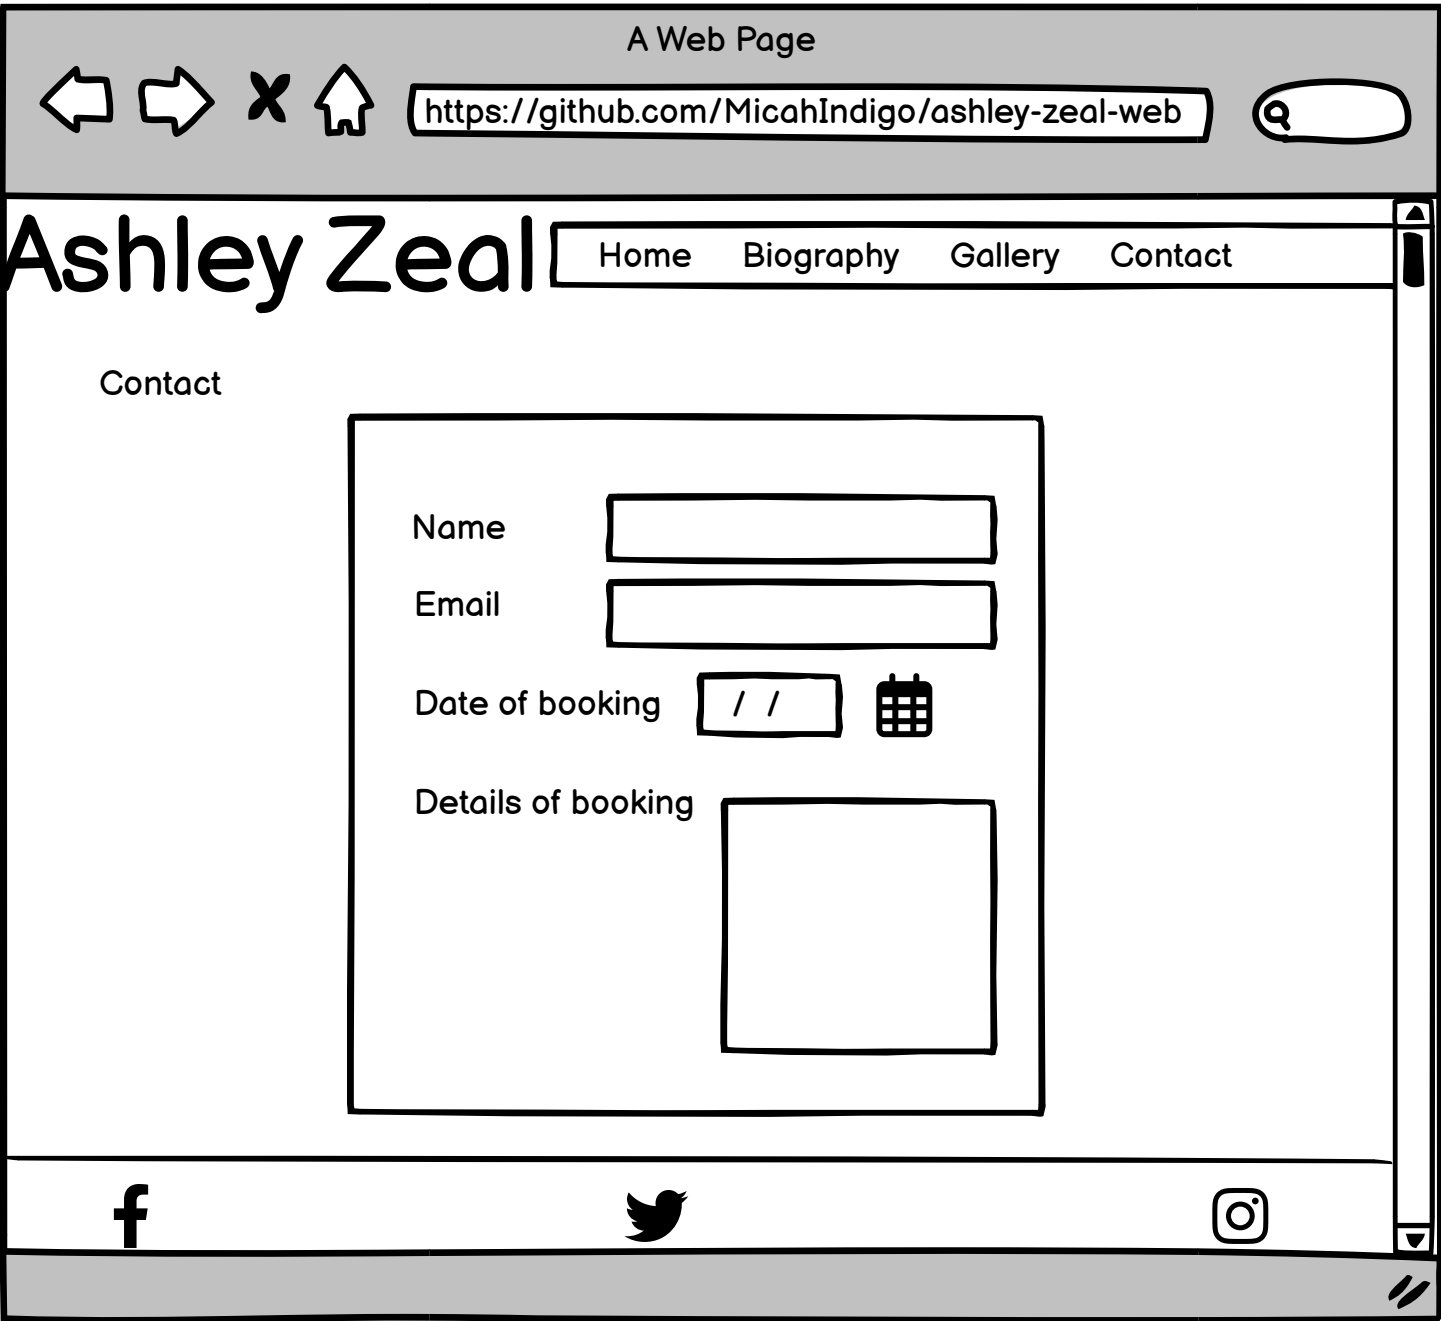 A Web Page
https://github.com/MicahIndigo/ashley-zeal-web
Ashley Zeal
Home Biography Gallery Contact
Contact
Name
Email
Date of booking / /
Details of booking